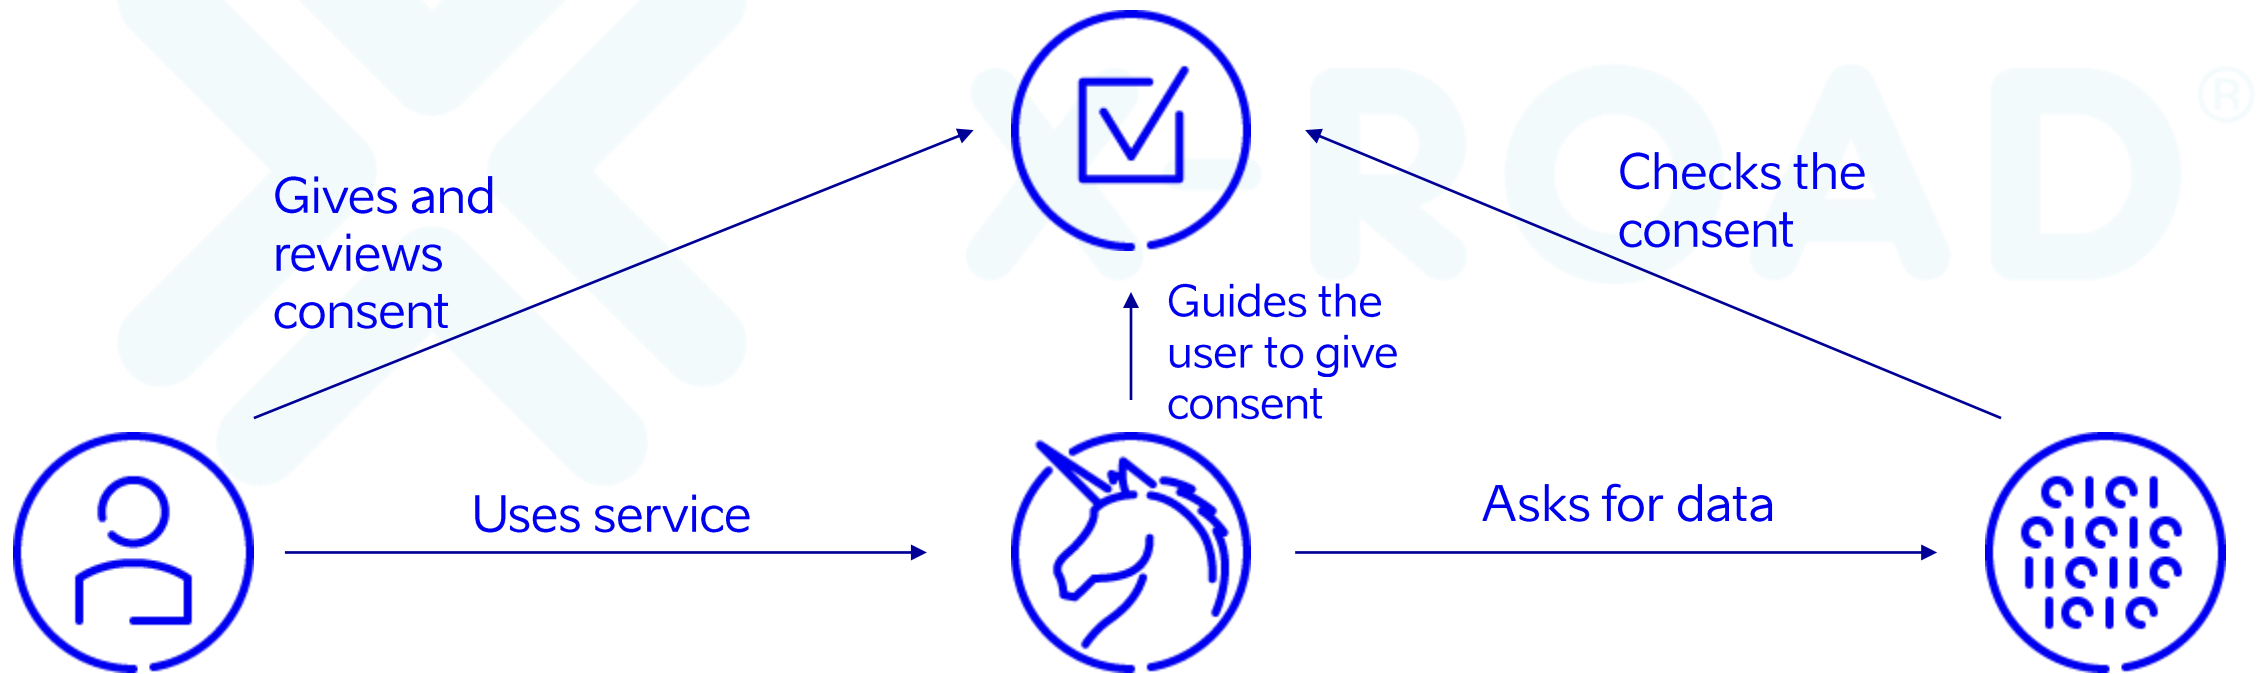 X-ROAD®
Gives and
reviews
consent
Checks the
consent
Guides the
user to give
consent
Uses service
Asks for data